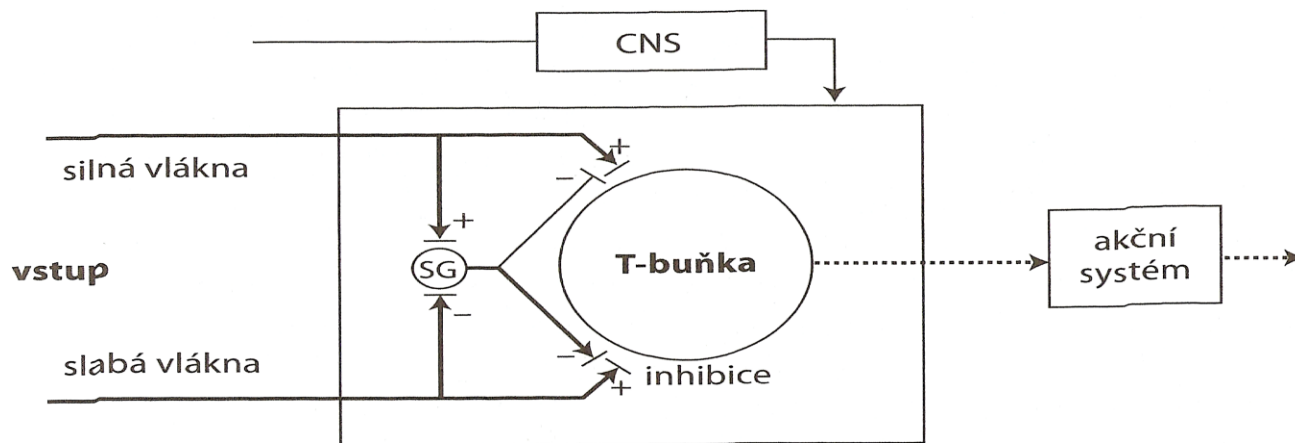 CNS
silná vlákna
+
−
+
vstup
SG
T-buňka
akční
systém
−
slabá vlákna
−
+
inhibice